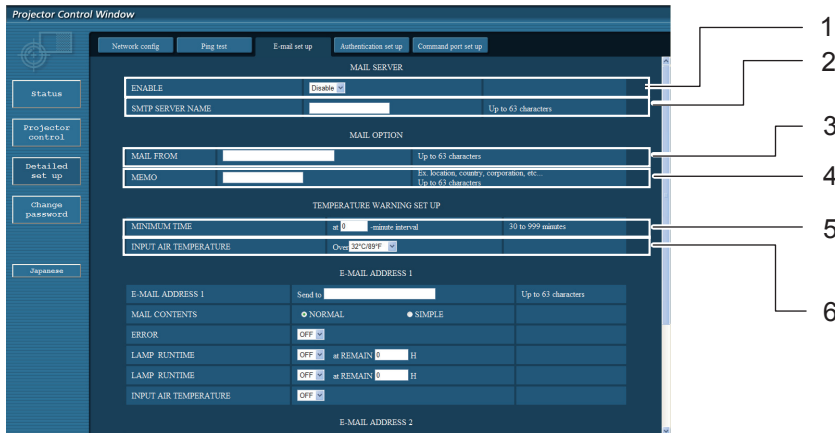 Projector Control Window
Network config Ping test E-mail set up Authentication set up Command port set up
MAIL SERVER
ENABLE Disable
SMTP SERVER NAME Up to 63 characters
MAIL OPTION
MAIL FROM Up to 63 characters
MEMO Ex. location, country, corporation, etc...
Up to 63 characters
TEMPERATURE WARNING SET UP
MINIMUM TIME at 0 -minute interval 30 to 999 minutes
INPUT AIR TEMPERATURE Over 32°C/89°F
E-MAIL ADDRESS 1
E-MAIL ADDRESS 1 Send to Up to 63 characters
MAIL CONTENTS NORMAL SIMPLE
ERROR OFF
LAMP RUNTIME OFF at REMAIN 0 H
LAMP RUNTIME OFF at REMAIN 0 H
INPUT AIR TEMPERATURE OFF
E-MAIL ADDRESS 2
Status
Projector
control
Detailed
set up
Change
password
Japanese
1
2
3
4
5
6